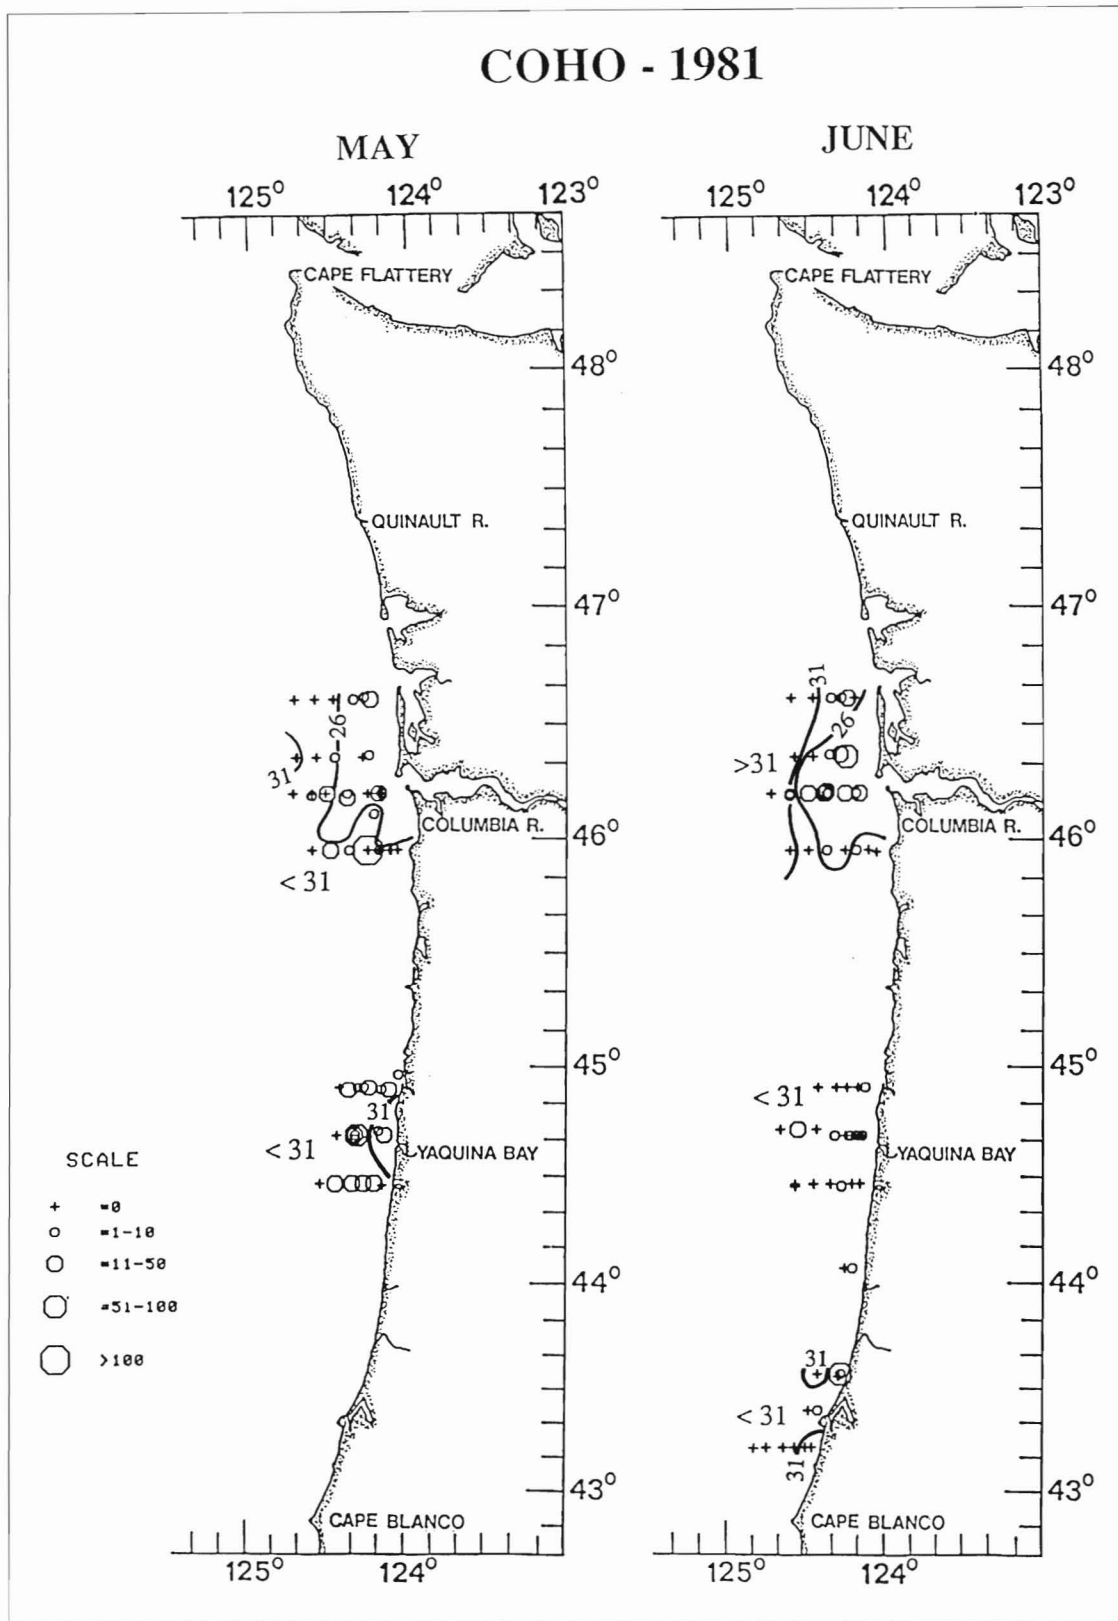 COHO - 1981
MAY
125° 124° 123°
CAPE FLATTERY
48°
QUINAULT R.
47°
-26-
31
46°
COLUMBIA R.
< 31
45°
31
< 31
YAQUINA BAY
44°
43°
CAPE BLANCO
125° 124°
JUNE
125° 124° 123°
CAPE FLATTERY
48°
QUINAULT R.
47°
31
26
>31
46°
COLUMBIA R.
45°
< 31
YAQUINA BAY
44°
31
< 31
31
43°
CAPE BLANCO
125° 124°
SCALE
+ =0
=1-10
=11-50
=51-100
>100